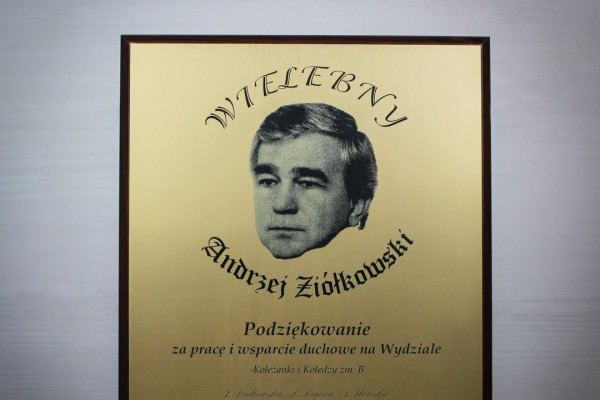 WIELEBNY
Andrzej Ziółkowski
Podziękowanie
za pracę i wsparcie duchowe na Wydziale
-Koleżanki i Koledzy zm. B